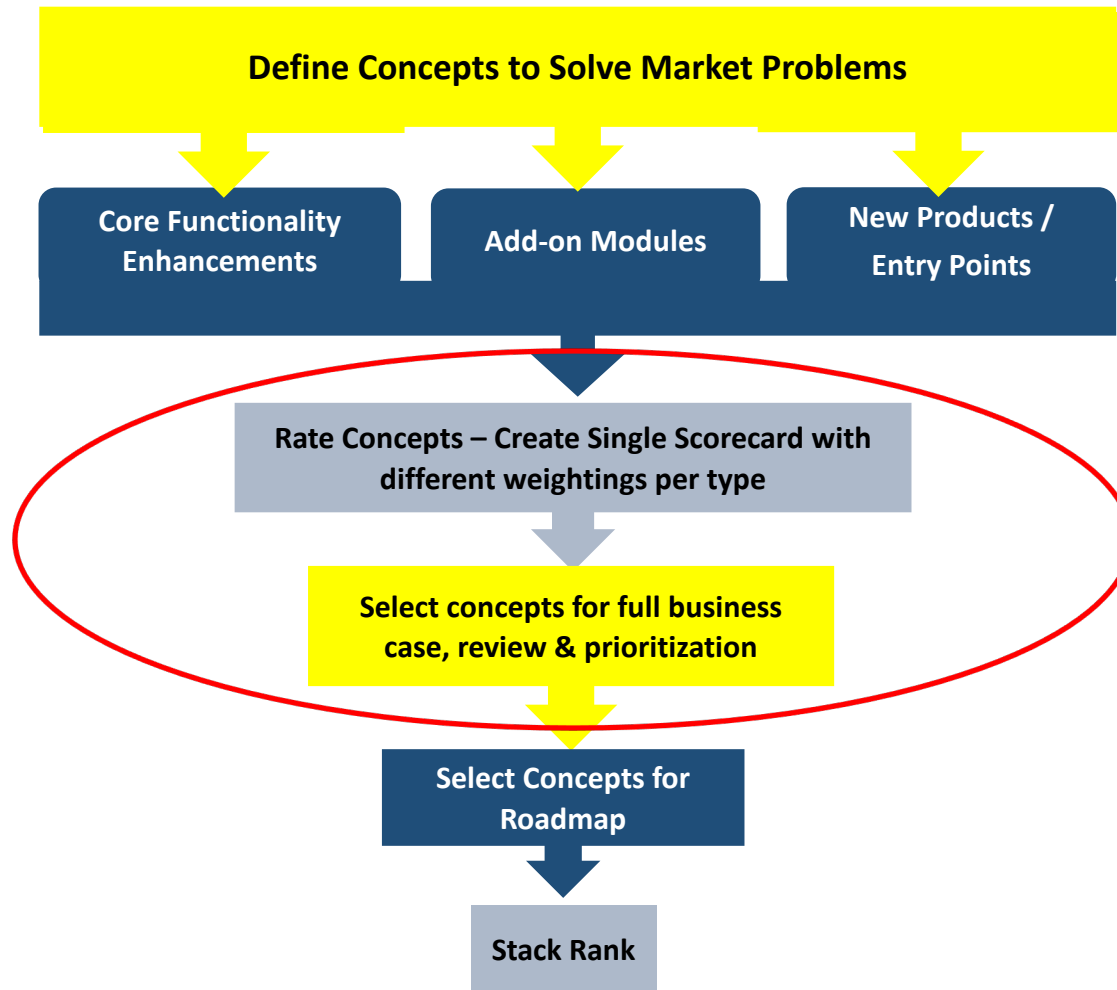 Define Concepts to Solve Market Problems
Core Functionality
Enhancements
Add-on Modules
New Products /
Entry Points
Rate Concepts – Create Single Scorecard with
different weightings per type
Select concepts for full business
case, review & prioritization
Select Concepts for
Roadmap
Stack Rank